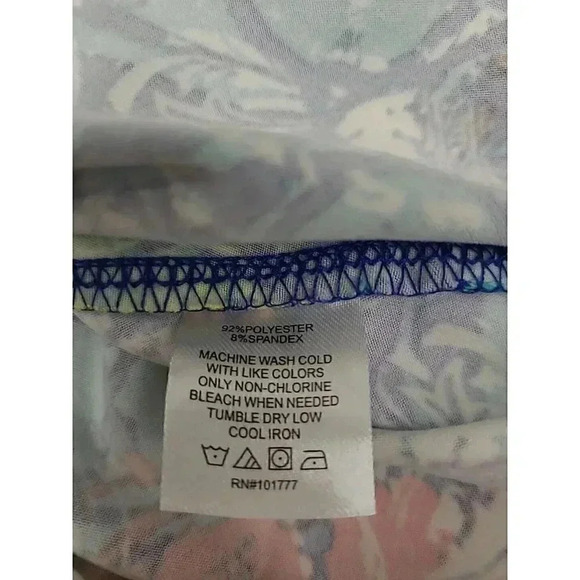 92%POLYESTER
8%SPANDEX
MACHINE WASH COLD
WITH LIKE COLORS
ONLY NON-CHLORINE
BLEACH WHEN NEEDED
TUMBLE DRY LOW
COOL IRON
RN#101777